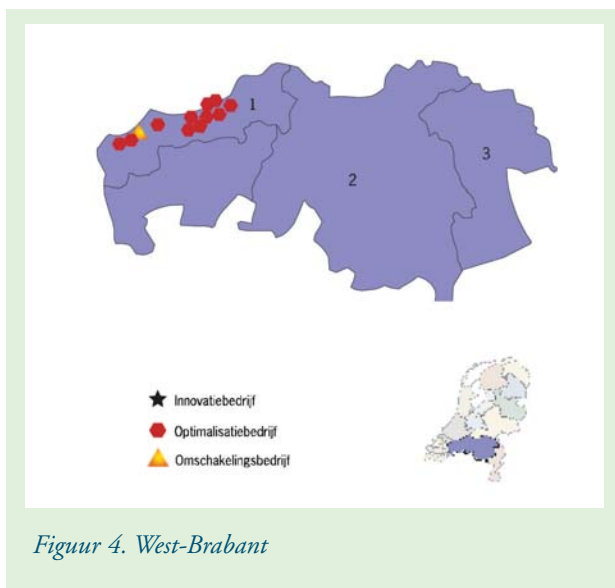 1
2
3
Innovatiebedrijf
Optimalisatiebedrijf
Omschakelingsbedrijf
Figuur 4. West-Brabant